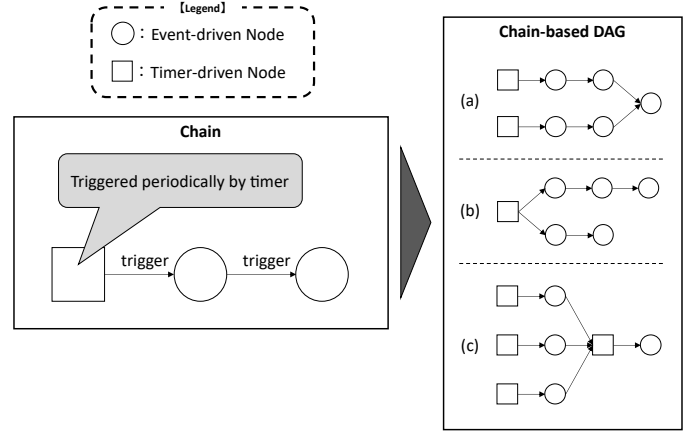 【Legend】
: Event-driven Node
: Timer-driven Node
Chain
Triggered periodically by timer
trigger trigger
Chain-based DAG
(a)
(b)
(c)